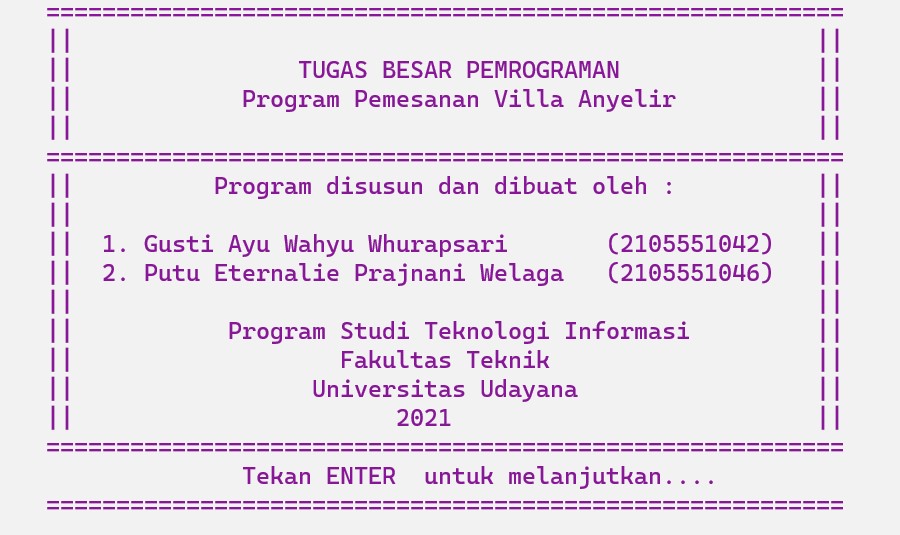 =========================================================
||                                                     ||
||                TUGAS BESAR PEMROGRAMAN              ||
||            Program Pemesanan Villa Anyelir          ||
||                                                     ||
=========================================================
||          Program disusun dan dibuat oleh :          ||
||                                                     ||
||  1. Gusti Ayu Wahyu Whurapsari       (2105551042)   ||
||  2. Putu Eternalie Prajnani Welaga   (2105551046)   ||
||                                                     ||
||           Program Studi Teknologi Informasi         ||
||                   Fakultas Teknik                   ||
||                 Universitas Udayana                 ||
||                       2021                          ||
=========================================================
              Tekan ENTER  untuk melanjutkan....
=========================================================